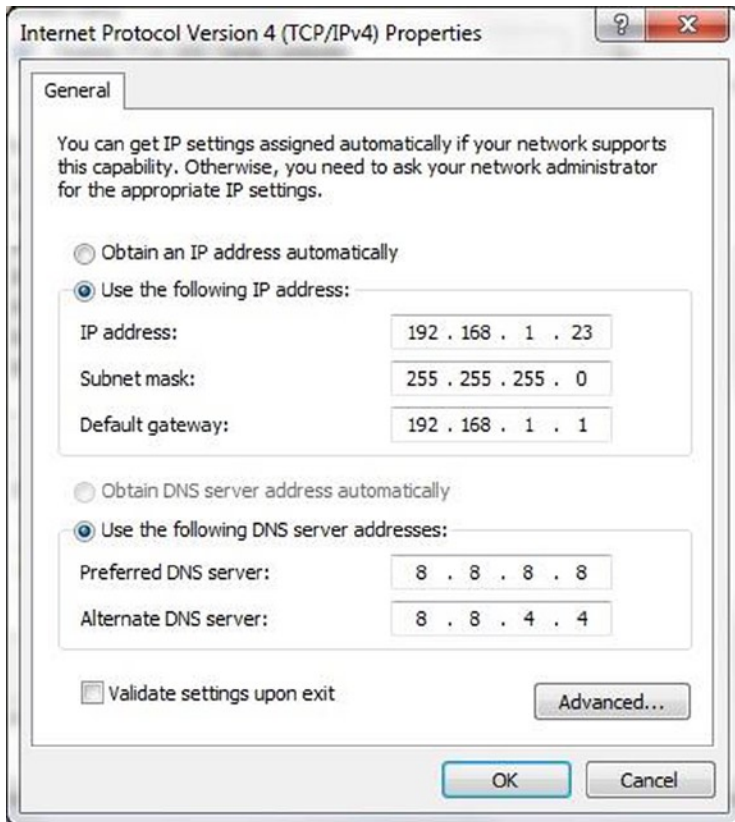 Internet Protocol Version 4 (TCP/IPv4) Properties
General
You can get IP settings assigned automatically if your network supports
this capability. Otherwise, you need to ask your network administrator
for the appropriate IP settings.
Obtain an IP address automatically
Use the following IP address:
IP address: 192 . 168 . 1 . 23
Subnet mask: 255 . 255 . 255 . 0
Default gateway: 192 . 168 . 1 . 1
Obtain DNS server address automatically
Use the following DNS server addresses:
Preferred DNS server: 8 . 8 . 8 . 8
Alternate DNS server: 8 . 8 . 4 . 4
Validate settings upon exit
Advanced...
OK Cancel